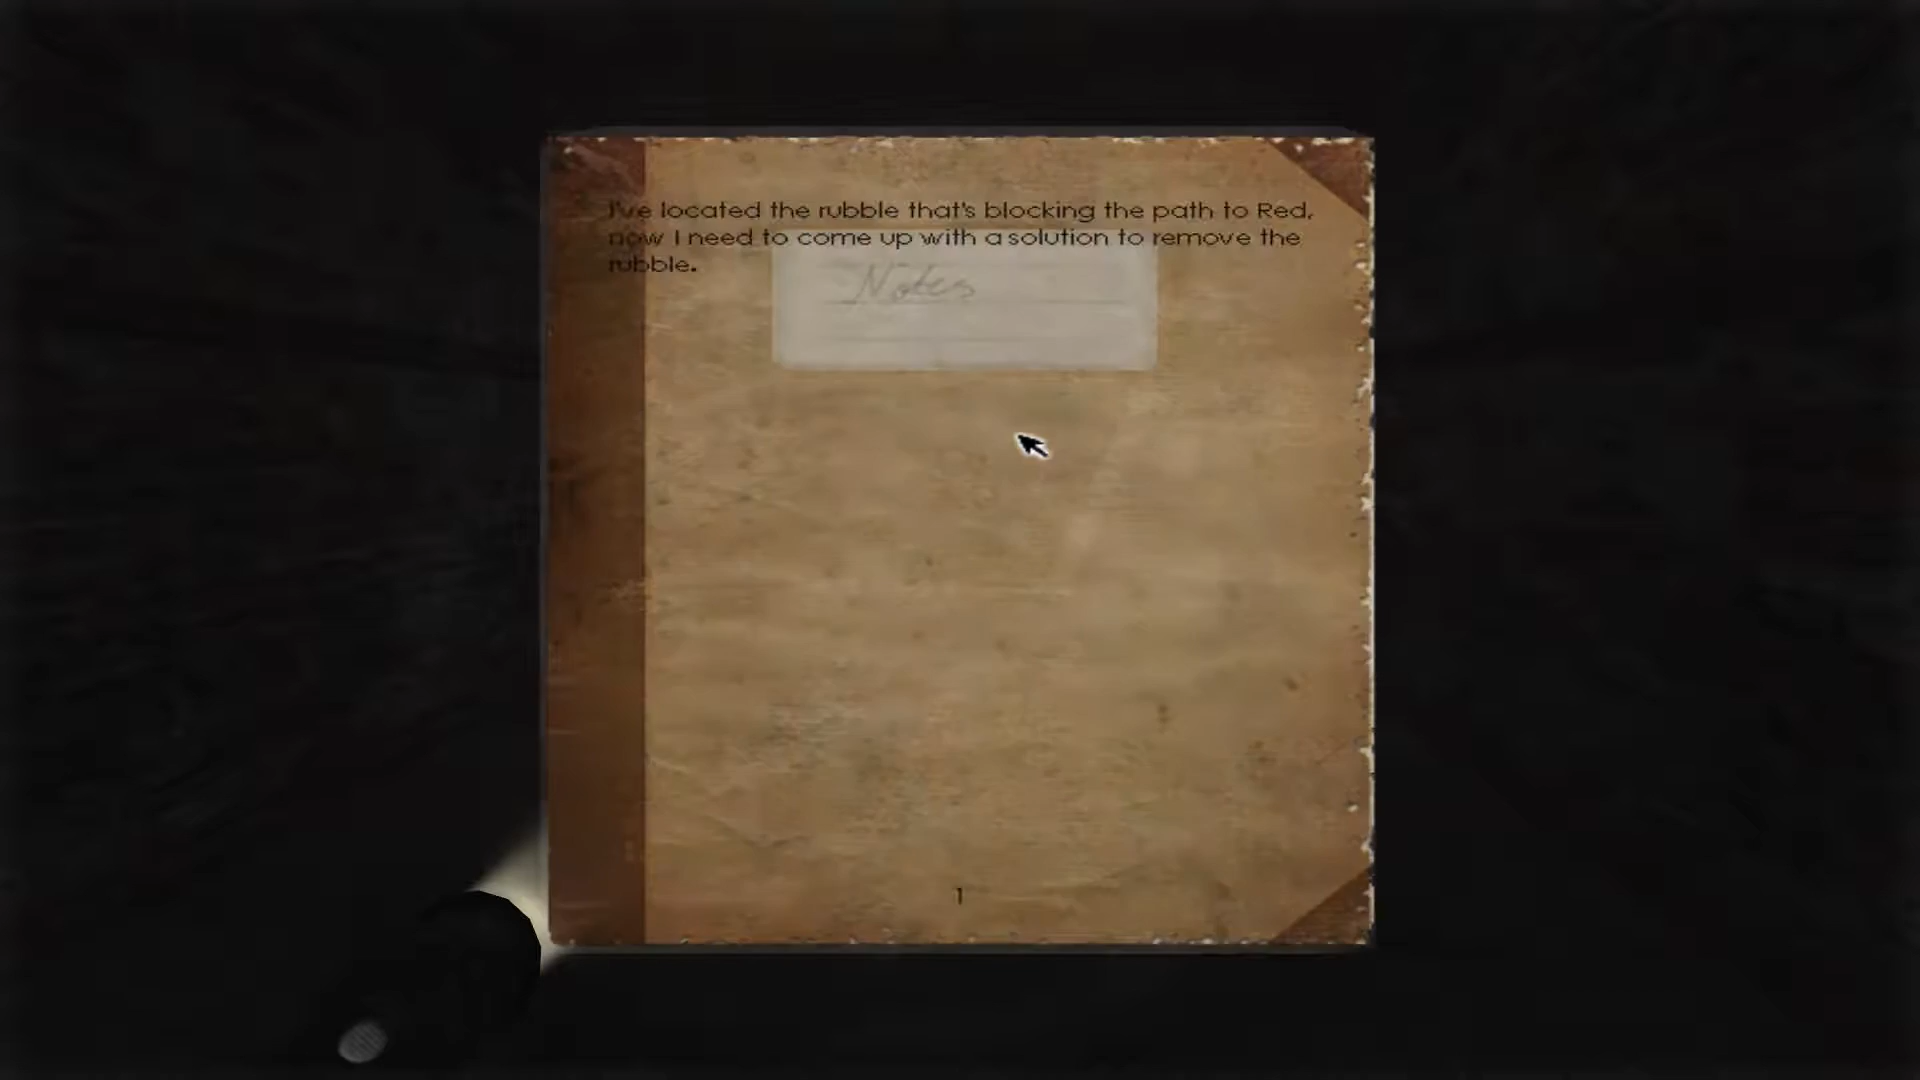 I've located the rubble that's blocking the path to Red,
now I need to come up with a solution to remove the
rubble.
Notes
1